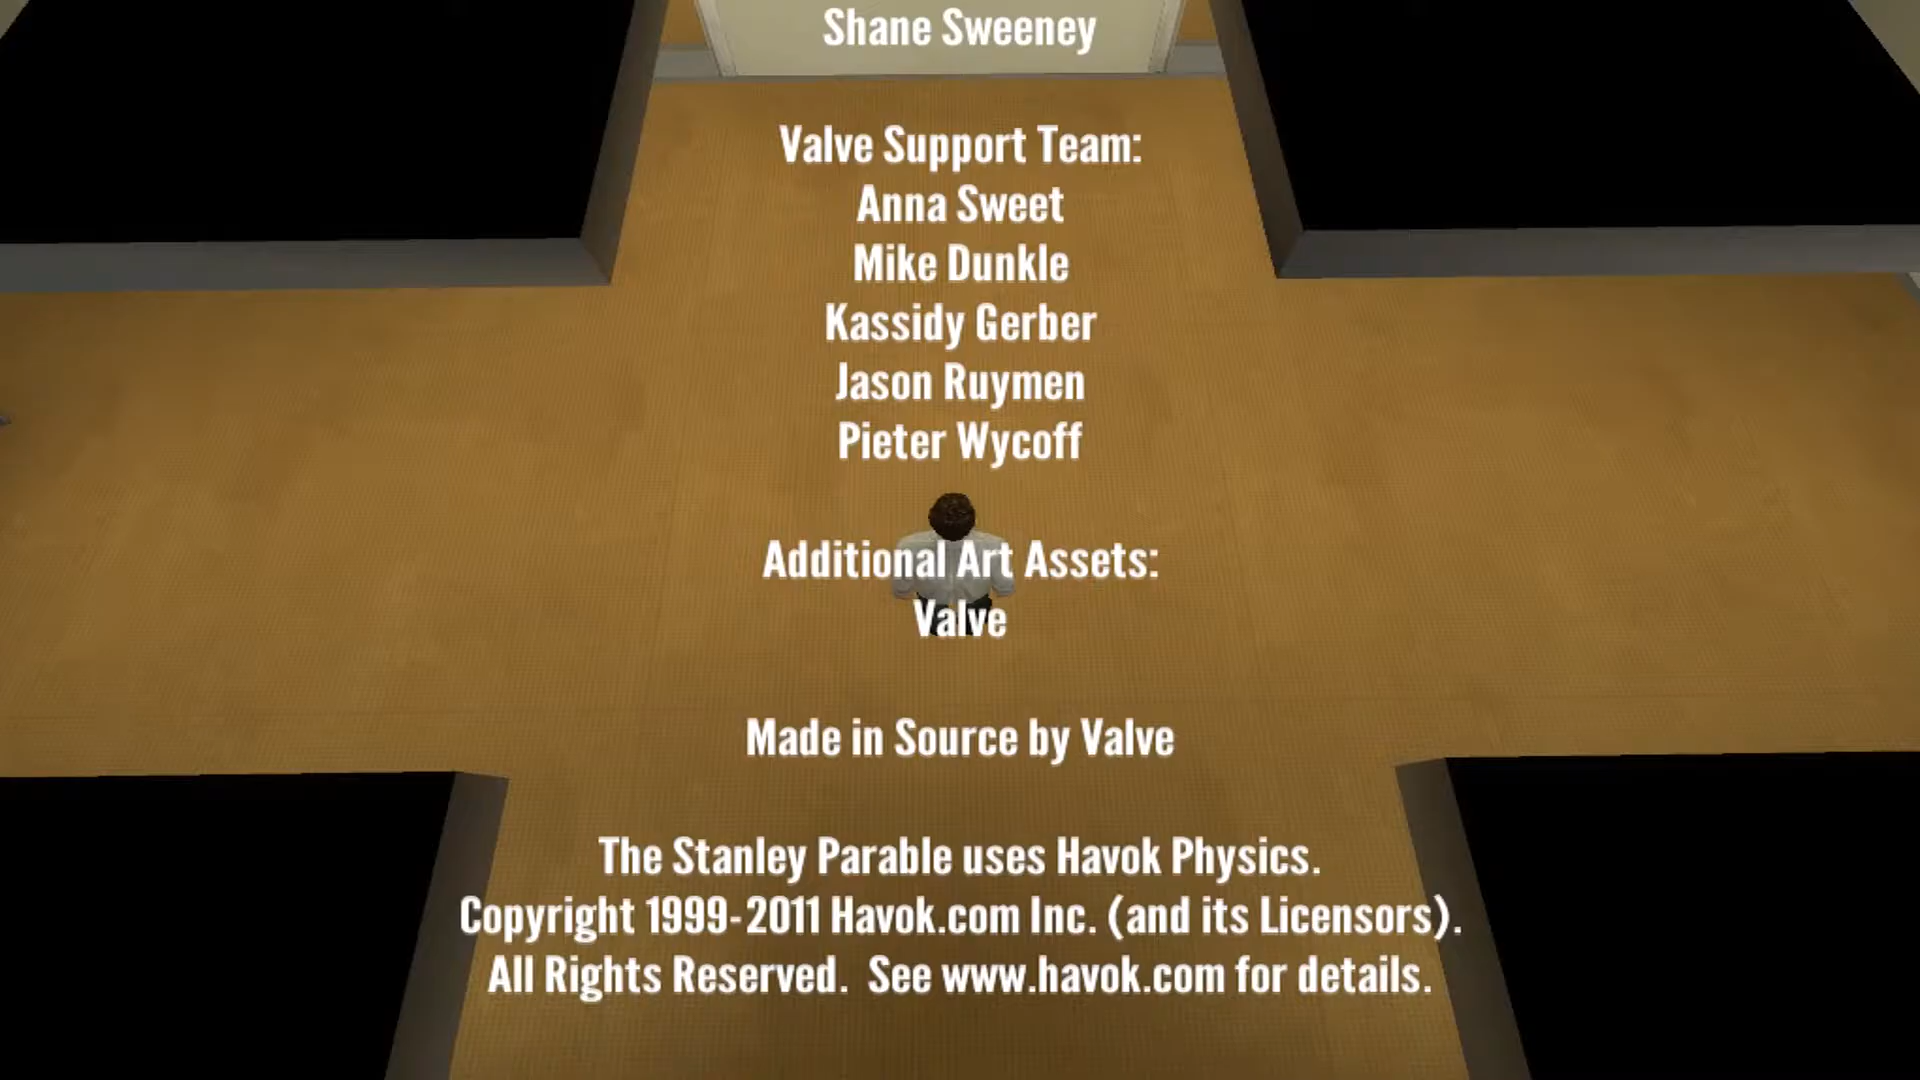 Shane Sweeney
Valve Support Team:
Anna Sweet
Mike Dunkle
Kassidy Gerber
Jason Ruymen
Pieter Wycoff
Additional Art Assets:
Valve
Made in Source by Valve
The Stanley Parable uses Havok Physics.
Copyright 1999-2011 Havok.com Inc. (and its Licensors).
All Rights Reserved.  See www.havok.com for details.